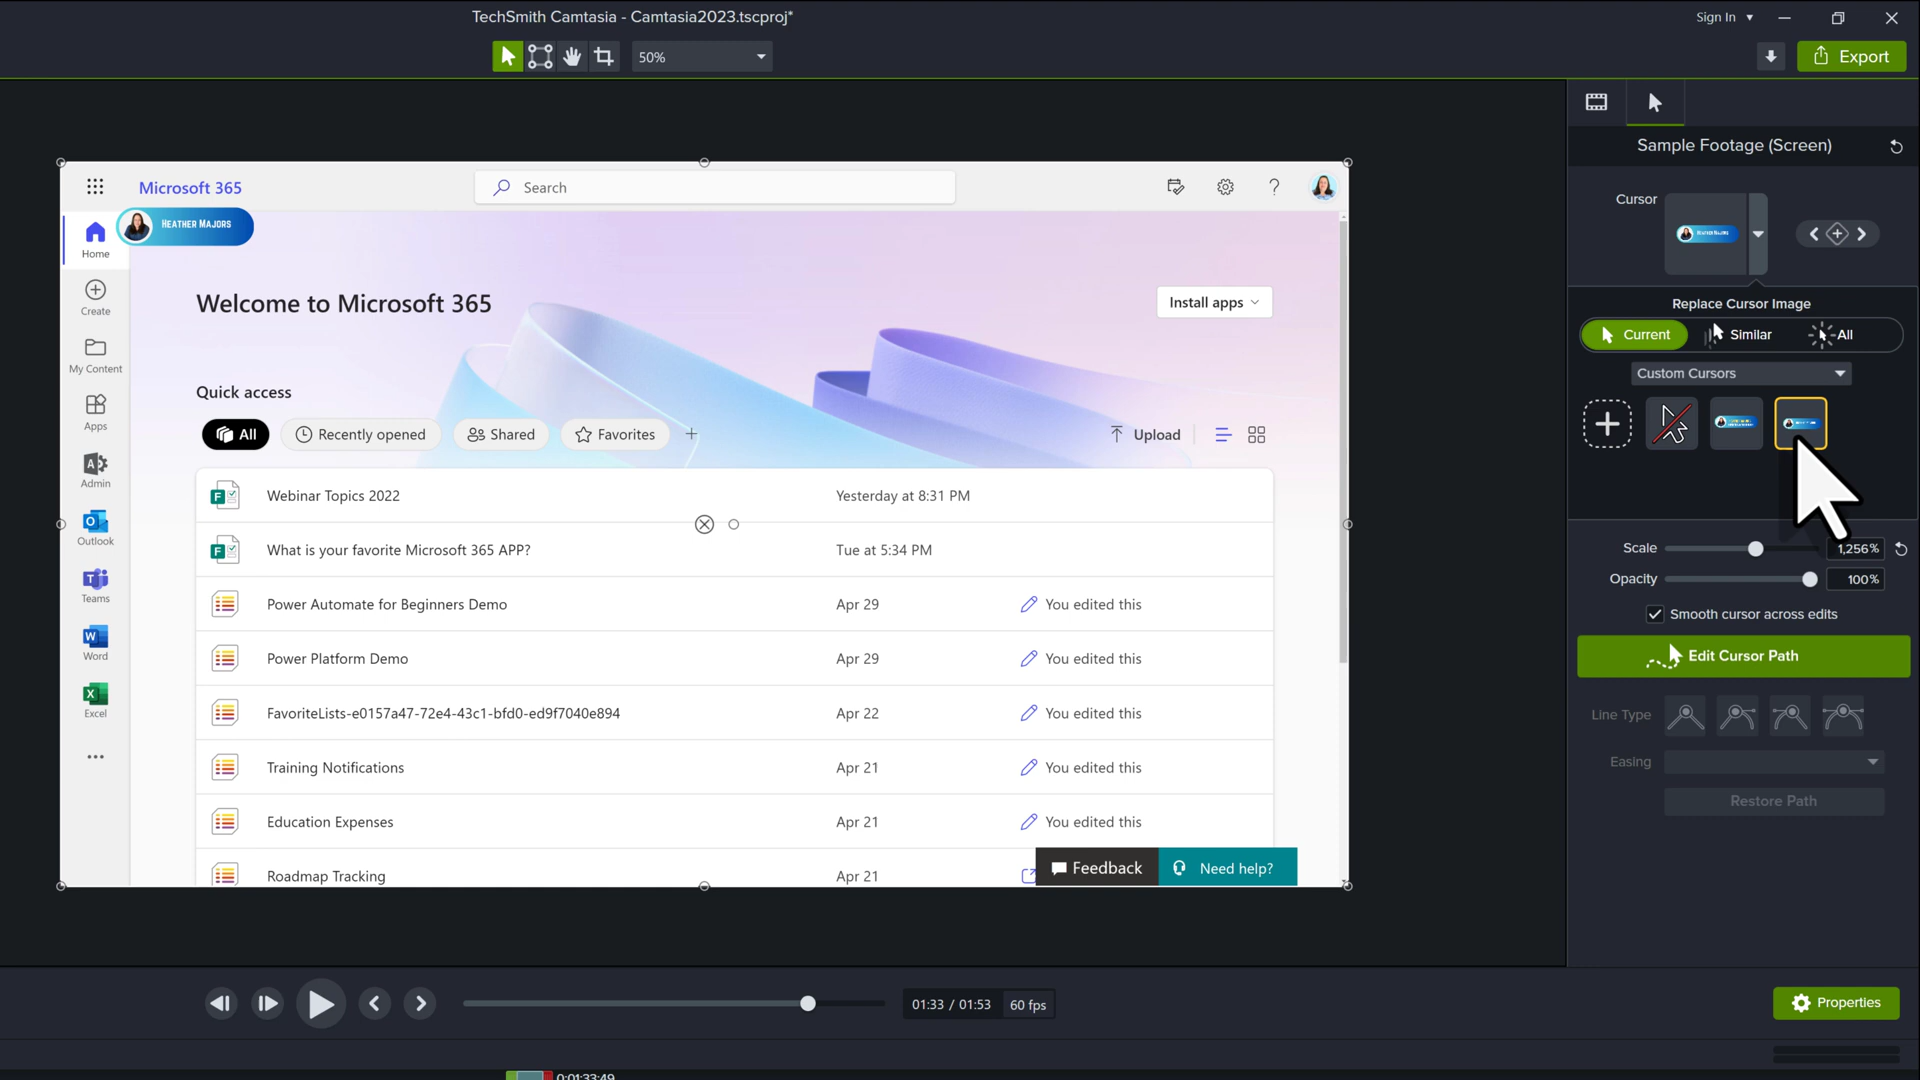 TechSmith Camtasia - Camtasia2023.tscproj*
Sign In
50%
Export
Sample Footage (Screen)
Microsoft 365
Search
HEATHER MAJORS
Home
Create
My Content
Apps
Admin
Outlook
Teams
Word
Excel
Welcome to Microsoft 365
Install apps
Quick access
All
Recently opened
Shared
Favorites
Upload
Webinar Topics 2022 Yesterday at 8:31 PM
What is your favorite Microsoft 365 APP? Tue at 5:34 PM
Power Automate for Beginners Demo Apr 29 You edited this
Power Platform Demo Apr 29 You edited this
FavoriteLists-e0157a47-72e4-43c1-bfd0-ed9f7040e894 Apr 22 You edited this
Training Notifications Apr 21 You edited this
Education Expenses Apr 21 You edited this
Roadmap Tracking Apr 21
Feedback
Need help?
Cursor
HEATHER MAJORS
Replace Cursor Image
Current
Similar
All
Custom Cursors
Scale 1,256%
Opacity 100%
Smooth cursor across edits
Edit Cursor Path
Line Type
Easing
Restore Path
01:33 / 01:53 60 fps
Properties
0:01:33;49